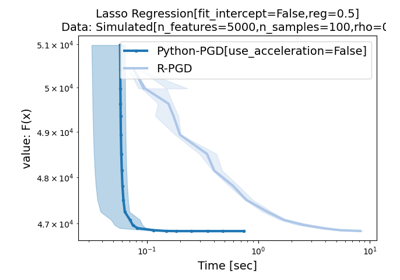 Lasso Regression[fit_intercept=False,reg=0.5]
Data: Simulated[n_features=5000,n_samples=100,rho=0
Python-PGD[use_acceleration=False]
R-PGD
5.1 × 10⁴
5 × 10⁴
4.9 × 10⁴
4.8 × 10⁴
4.7 × 10⁴
value: F(x)
10⁻¹ 10⁰ 10¹
Time [sec]